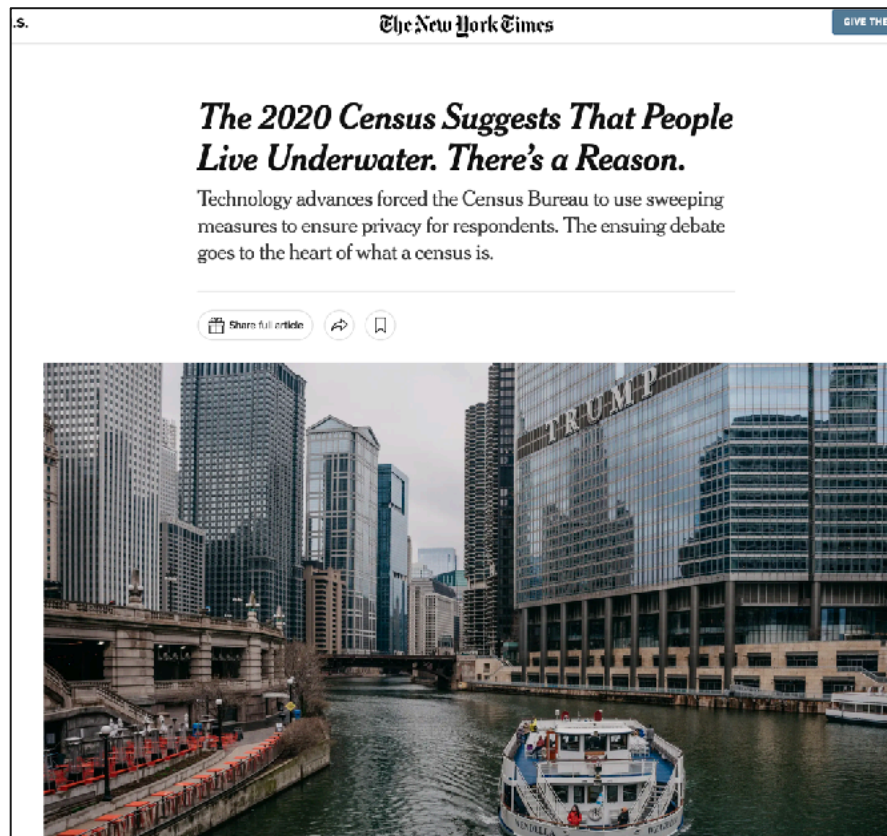 .S.
The New York Times
GIVE THE
The 2020 Census Suggests That People
Live Underwater. There's a Reason.
Technology advances forced the Census Bureau to use sweeping
measures to ensure privacy for respondents. The ensuing debate
goes to the heart of what a census is.
Share full article
TRUMP
WENDELLA